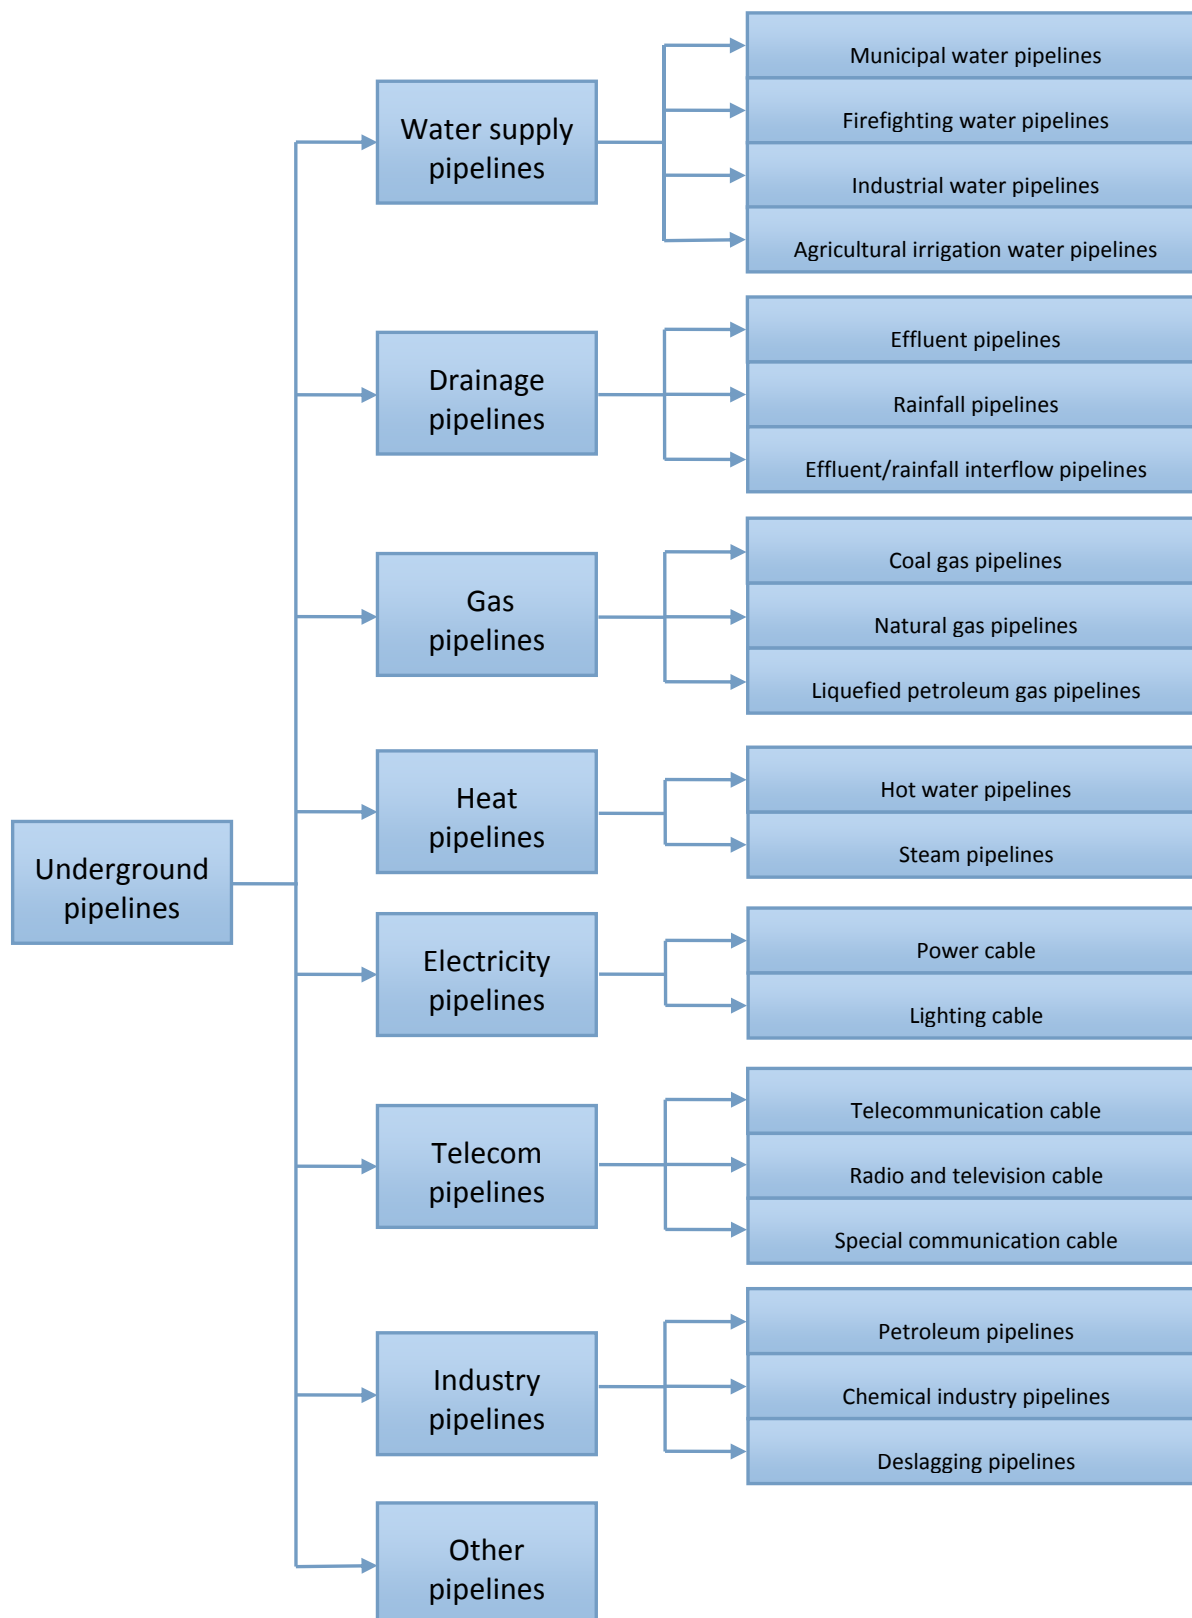 Underground
pipelines
Water supply
pipelines
Municipal water pipelines
Firefighting water pipelines
Industrial water pipelines
Agricultural irrigation water pipelines
Drainage
pipelines
Effluent pipelines
Rainfall pipelines
Effluent/rainfall interflow pipelines
Gas
pipelines
Coal gas pipelines
Natural gas pipelines
Liquefied petroleum gas pipelines
Heat
pipelines
Hot water pipelines
Steam pipelines
Electricity
pipelines
Power cable
Lighting cable
Telecom
pipelines
Telecommunication cable
Radio and television cable
Special communication cable
Industry
pipelines
Petroleum pipelines
Chemical industry pipelines
Deslagging pipelines
Other
pipelines